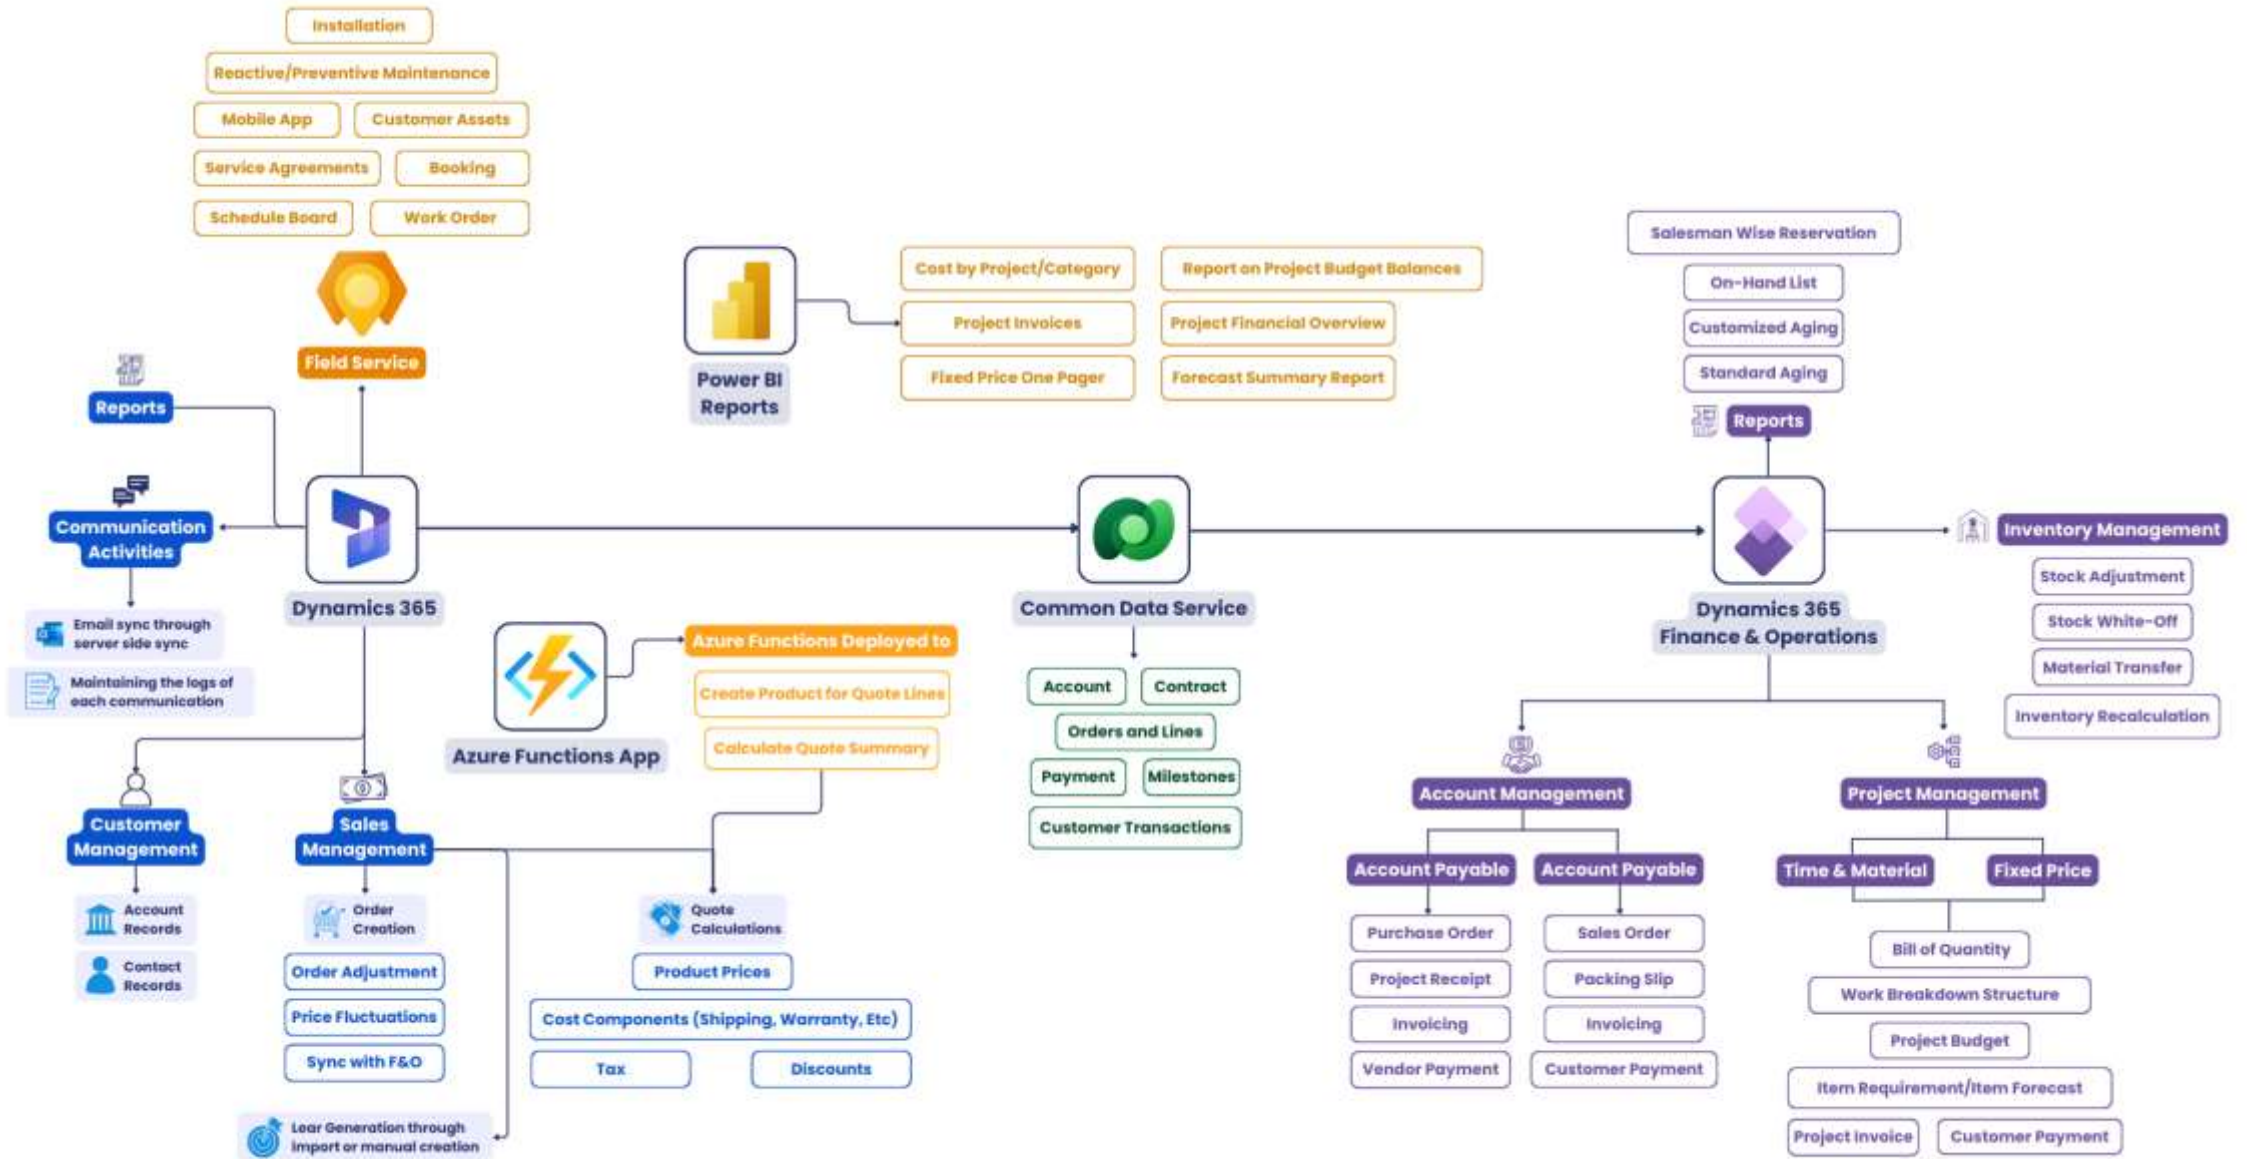 Installation
Reactive/Preventive Maintenance
Mobile App
Customer Assets
Service Agreements
Booking
Schedule Board
Work Order
Field Service
Reports
Communication
Activities
Email sync through
server side sync
Maintaining the logs of
each communication
Dynamics 365
Customer
Management
Account
Records
Contact
Records
Sales
Management
Order
Creation
Order Adjustment
Price Fluctuations
Sync with F&O
Lear Generation through
Import or manual creation
Quote
Calculations
Product Prices
Cost Components (Shipping, Warranty, Etc)
Tax
Discounts
Azure Functions App
Azure Functions Deployed to
Create Product for Quote Lines
Calculate Quote Summary
Power BI
Reports
Cost by Project/Category
Report on Project Budget Balances
Project Invoices
Project Financial Overview
Fixed Price One Pager
Forecast Summary Report
Common Data Service
Account
Contract
Orders and Lines
Payment
Milestones
Customer Transactions
Salesman Wise Reservation
On-Hand List
Customized Aging
Standard Aging
Reports
Dynamics 365
Finance & Operations
Inventory Management
Stock Adjustment
Stock White-Off
Material Transfer
Inventory Recalculation
Account Management
Account Payable
Purchase Order
Project Receipt
Invoicing
Vendor Payment
Account Payable
Sales Order
Packing Slip
Invoicing
Customer Payment
Project Management
Time & Material
Fixed Price
Bill of Quantity
Work Breakdown Structure
Project Budget
Item Requirement/Item Forecast
Project Invoice
Customer Payment